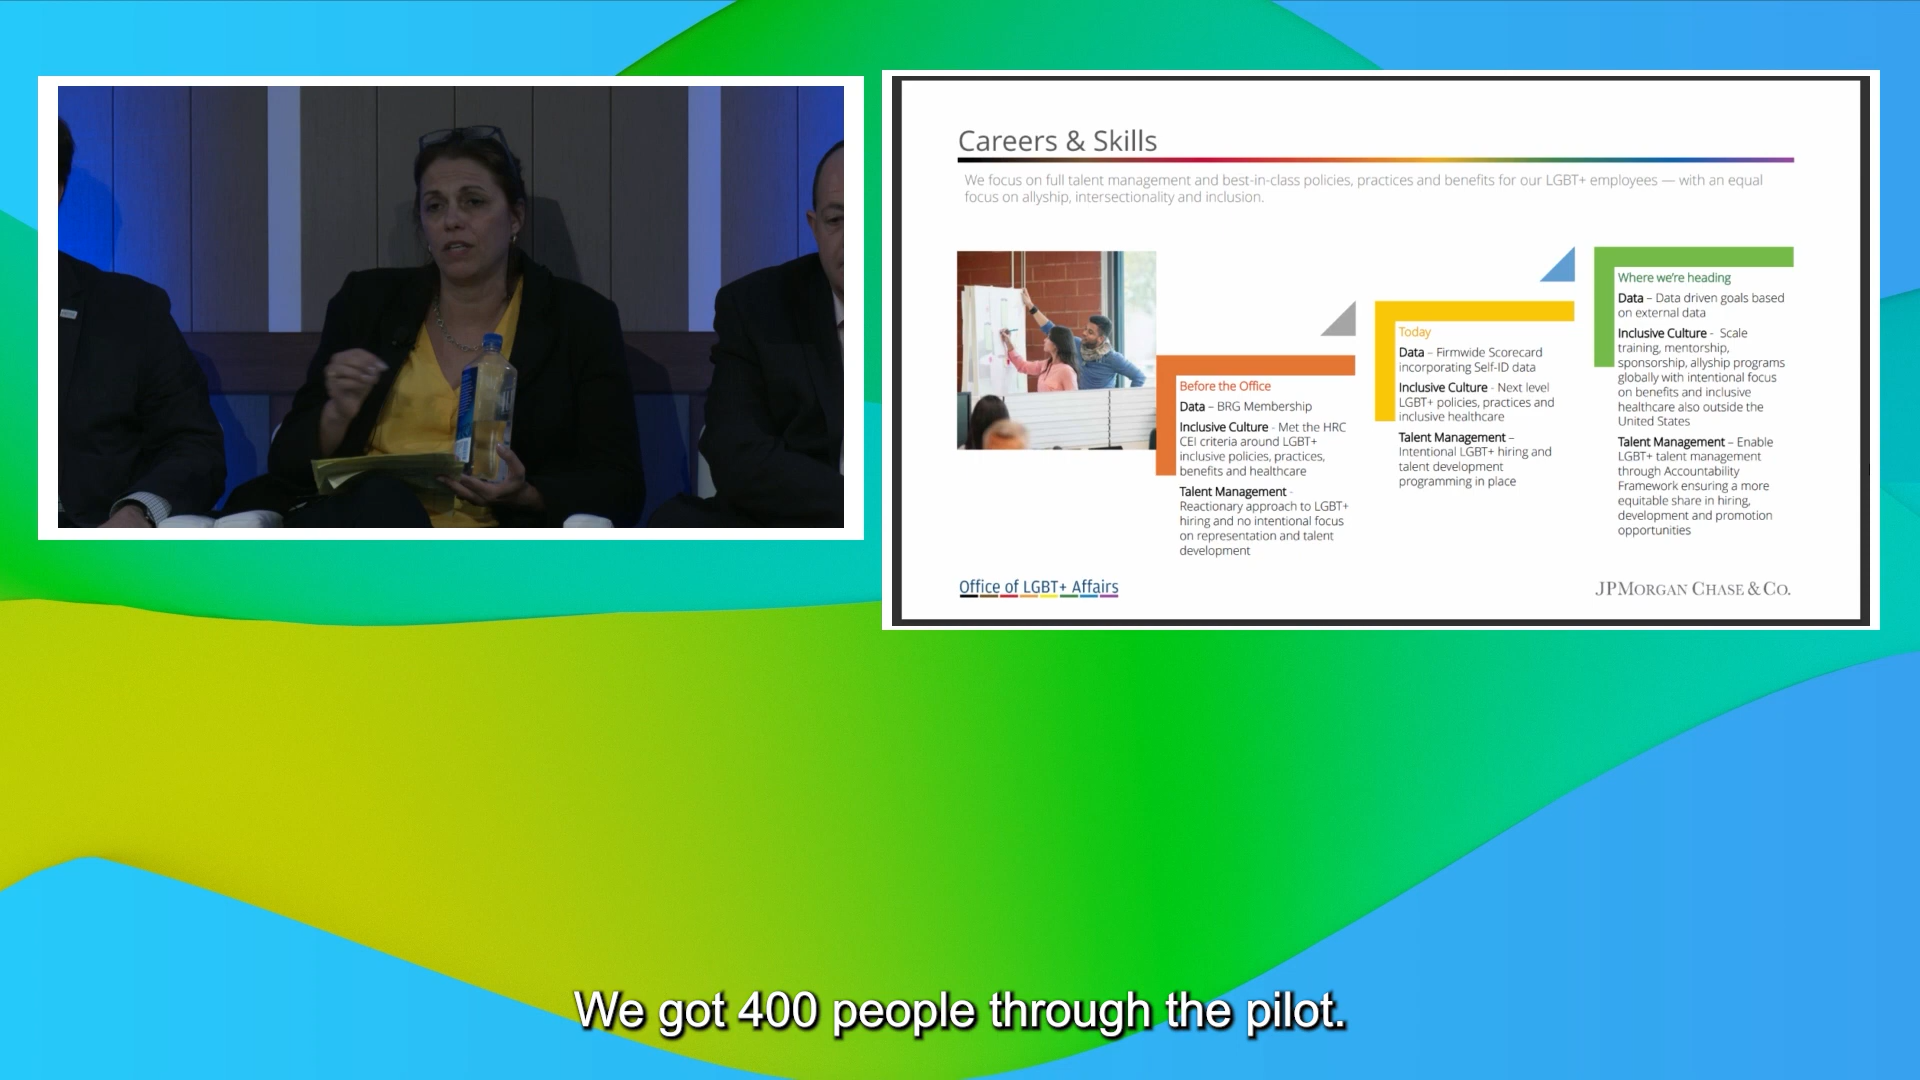 Careers & Skills
We focus on full talent management and best-in-class policies, practices and benefits for our LGBT+ employees — with an equal
focus on allyship, intersectionality and inclusion.
Before the Office
Data – BRG Membership
Inclusive Culture - Met the HRC
CEI criteria around LGBT+
inclusive policies, practices,
benefits and healthcare
Talent Management -
Reactionary approach to LGBT+
hiring and no intentional focus
on representation and talent
development
Today
Data – Firmwide Scorecard
incorporating Self-ID data
Inclusive Culture - Next level
LGBT+ policies, practices and
inclusive healthcare
Talent Management –
Intentional LGBT+ hiring and
talent development
programming in place
Where we're heading
Data – Data driven goals based
on external data
Inclusive Culture - Scale
training, mentorship,
sponsorship, allyship programs
globally with intentional focus
on benefits and inclusive
healthcare also outside the
United States
Talent Management – Enable
LGBT+ talent management
through Accountability
Framework ensuring a more
equitable share in hiring,
development and promotion
opportunities
Office of LGBT+ Affairs
JPMORGAN CHASE & CO.
We got 400 people through the pilot.